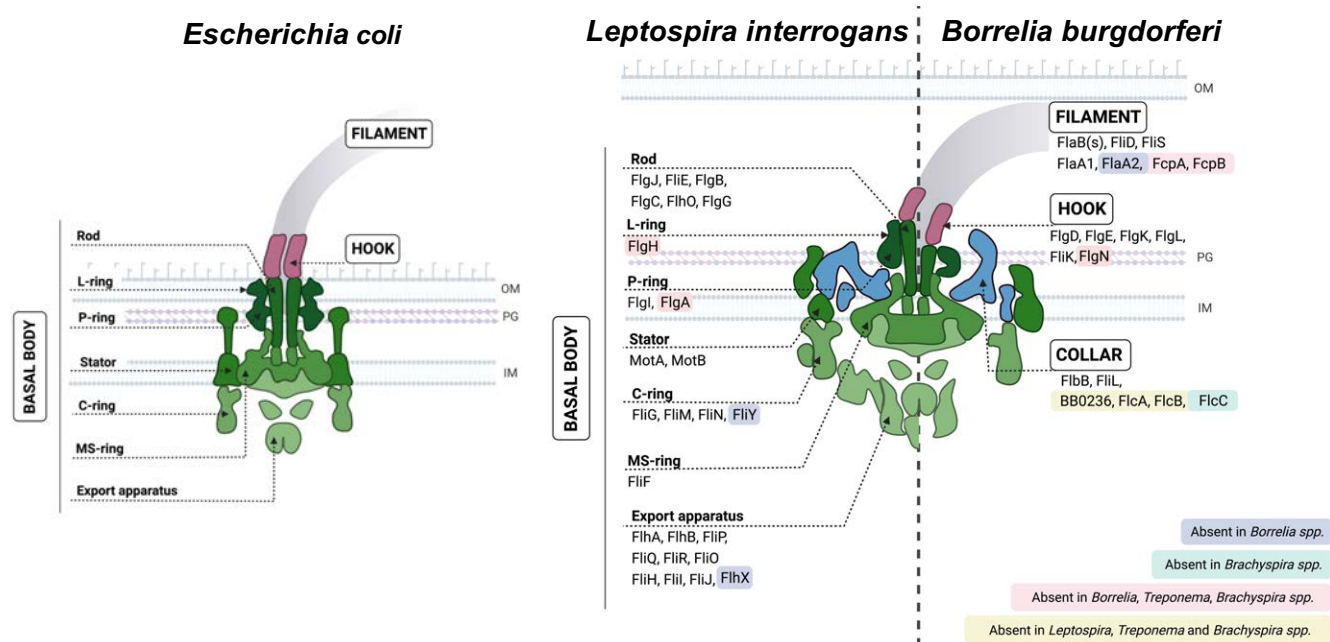 Escherichia coli
Leptospira interrogans
Borrelia burgdorferi
FILAMENT
Rod
HOOK
L-ring
OM
P-ring
PG
Stator
IM
C-ring
MS-ring
Export apparatus
BASAL BODY
OM
FILAMENT
FlaB(s), FliD, FliS
FlaA1, FlaA2, FcpA, FcpB
Rod
FlgJ, FliE, FlgB,
FlgC, FlhO, FlgG
L-ring
FlgH
P-ring
FlgI, FlgA
Stator
MotA, MotB
C-ring
FliG, FliM, FliN, FliY
MS-ring
FliF
Export apparatus
FlhA, FlhB, FliP,
FliQ, FliR, FliO
FliH, FliI, FliJ, FlhX
BASAL BODY
HOOK
FlgD, FlgE, FlgK, FlgL,
FliK, FlgN
PG
IM
COLLAR
FlbB, FliL,
BB0236, FlcA, FlcB, FlcC
Absent in Borrelia spp.
Absent in Brachyspira spp.
Absent in Borrelia, Treponema, Brachyspira spp.
Absent in Leptospira, Treponema and Brachyspira spp.